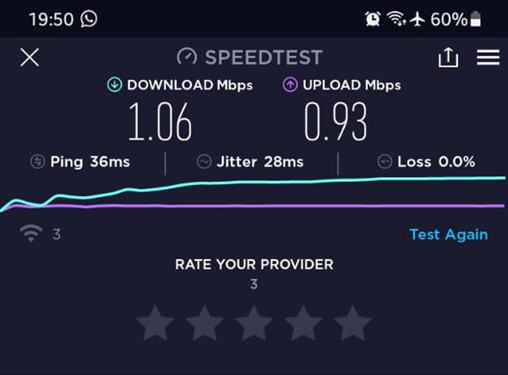 19:50 60%
SPEEDTEST
DOWNLOAD Mbps UPLOAD Mbps
1.06 0.93
Ping 36ms Jitter 28ms Loss 0.0%
3 Test Again
RATE YOUR PROVIDER
3